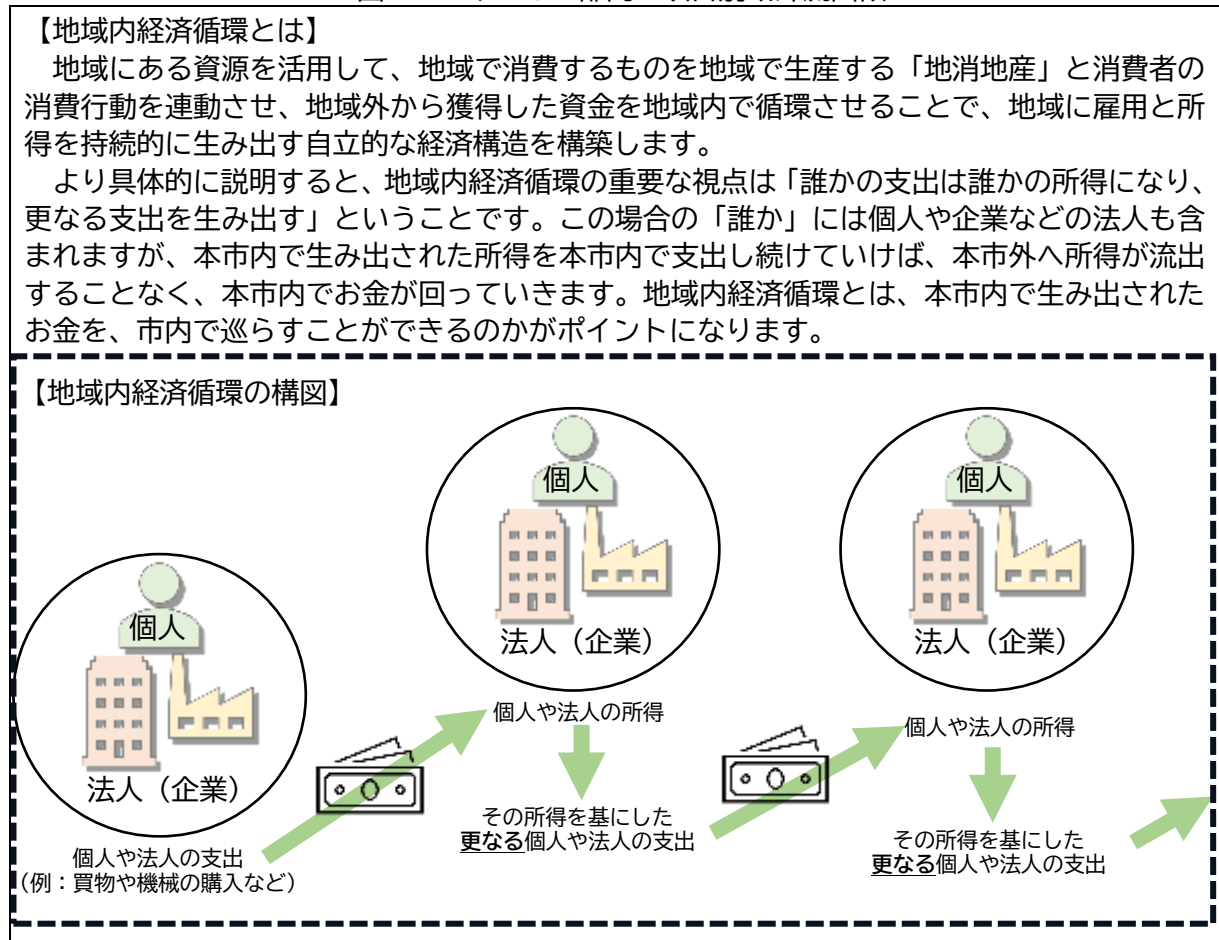 【地域内経済循環とは】
　地域にある資源を活用して、地域で消費するものを地域で生産する「地消地産」と消費者の
消費行動を連動させ、地域外から獲得した資金を地域内で循環させることで、地域に雇用と所
得を持続的に生み出す自立的な経済構造を構築します。
　より具体的に説明すると、地域内経済循環の重要な視点は「誰かの支出は誰かの所得になり、
更なる支出を生み出す」ということです。この場合の「誰か」には個人や企業などの法人も含
まれますが、本市内で生み出された所得を本市内で支出し続けていけば、本市外へ所得が流出
することなく、本市内でお金が回っていきます。地域内経済循環とは、本市内で生み出された
お金を、市内で巡らすことができるのかがポイントになります。
【地域内経済循環の構図】
個人
法人（企業）
個人や法人の支出
（例：買物や機械の購入など）
個人
法人（企業）
個人や法人の所得
その所得を基にした
更なる個人や法人の支出
個人
法人（企業）
個人や法人の所得
その所得を基にした
更なる個人や法人の支出